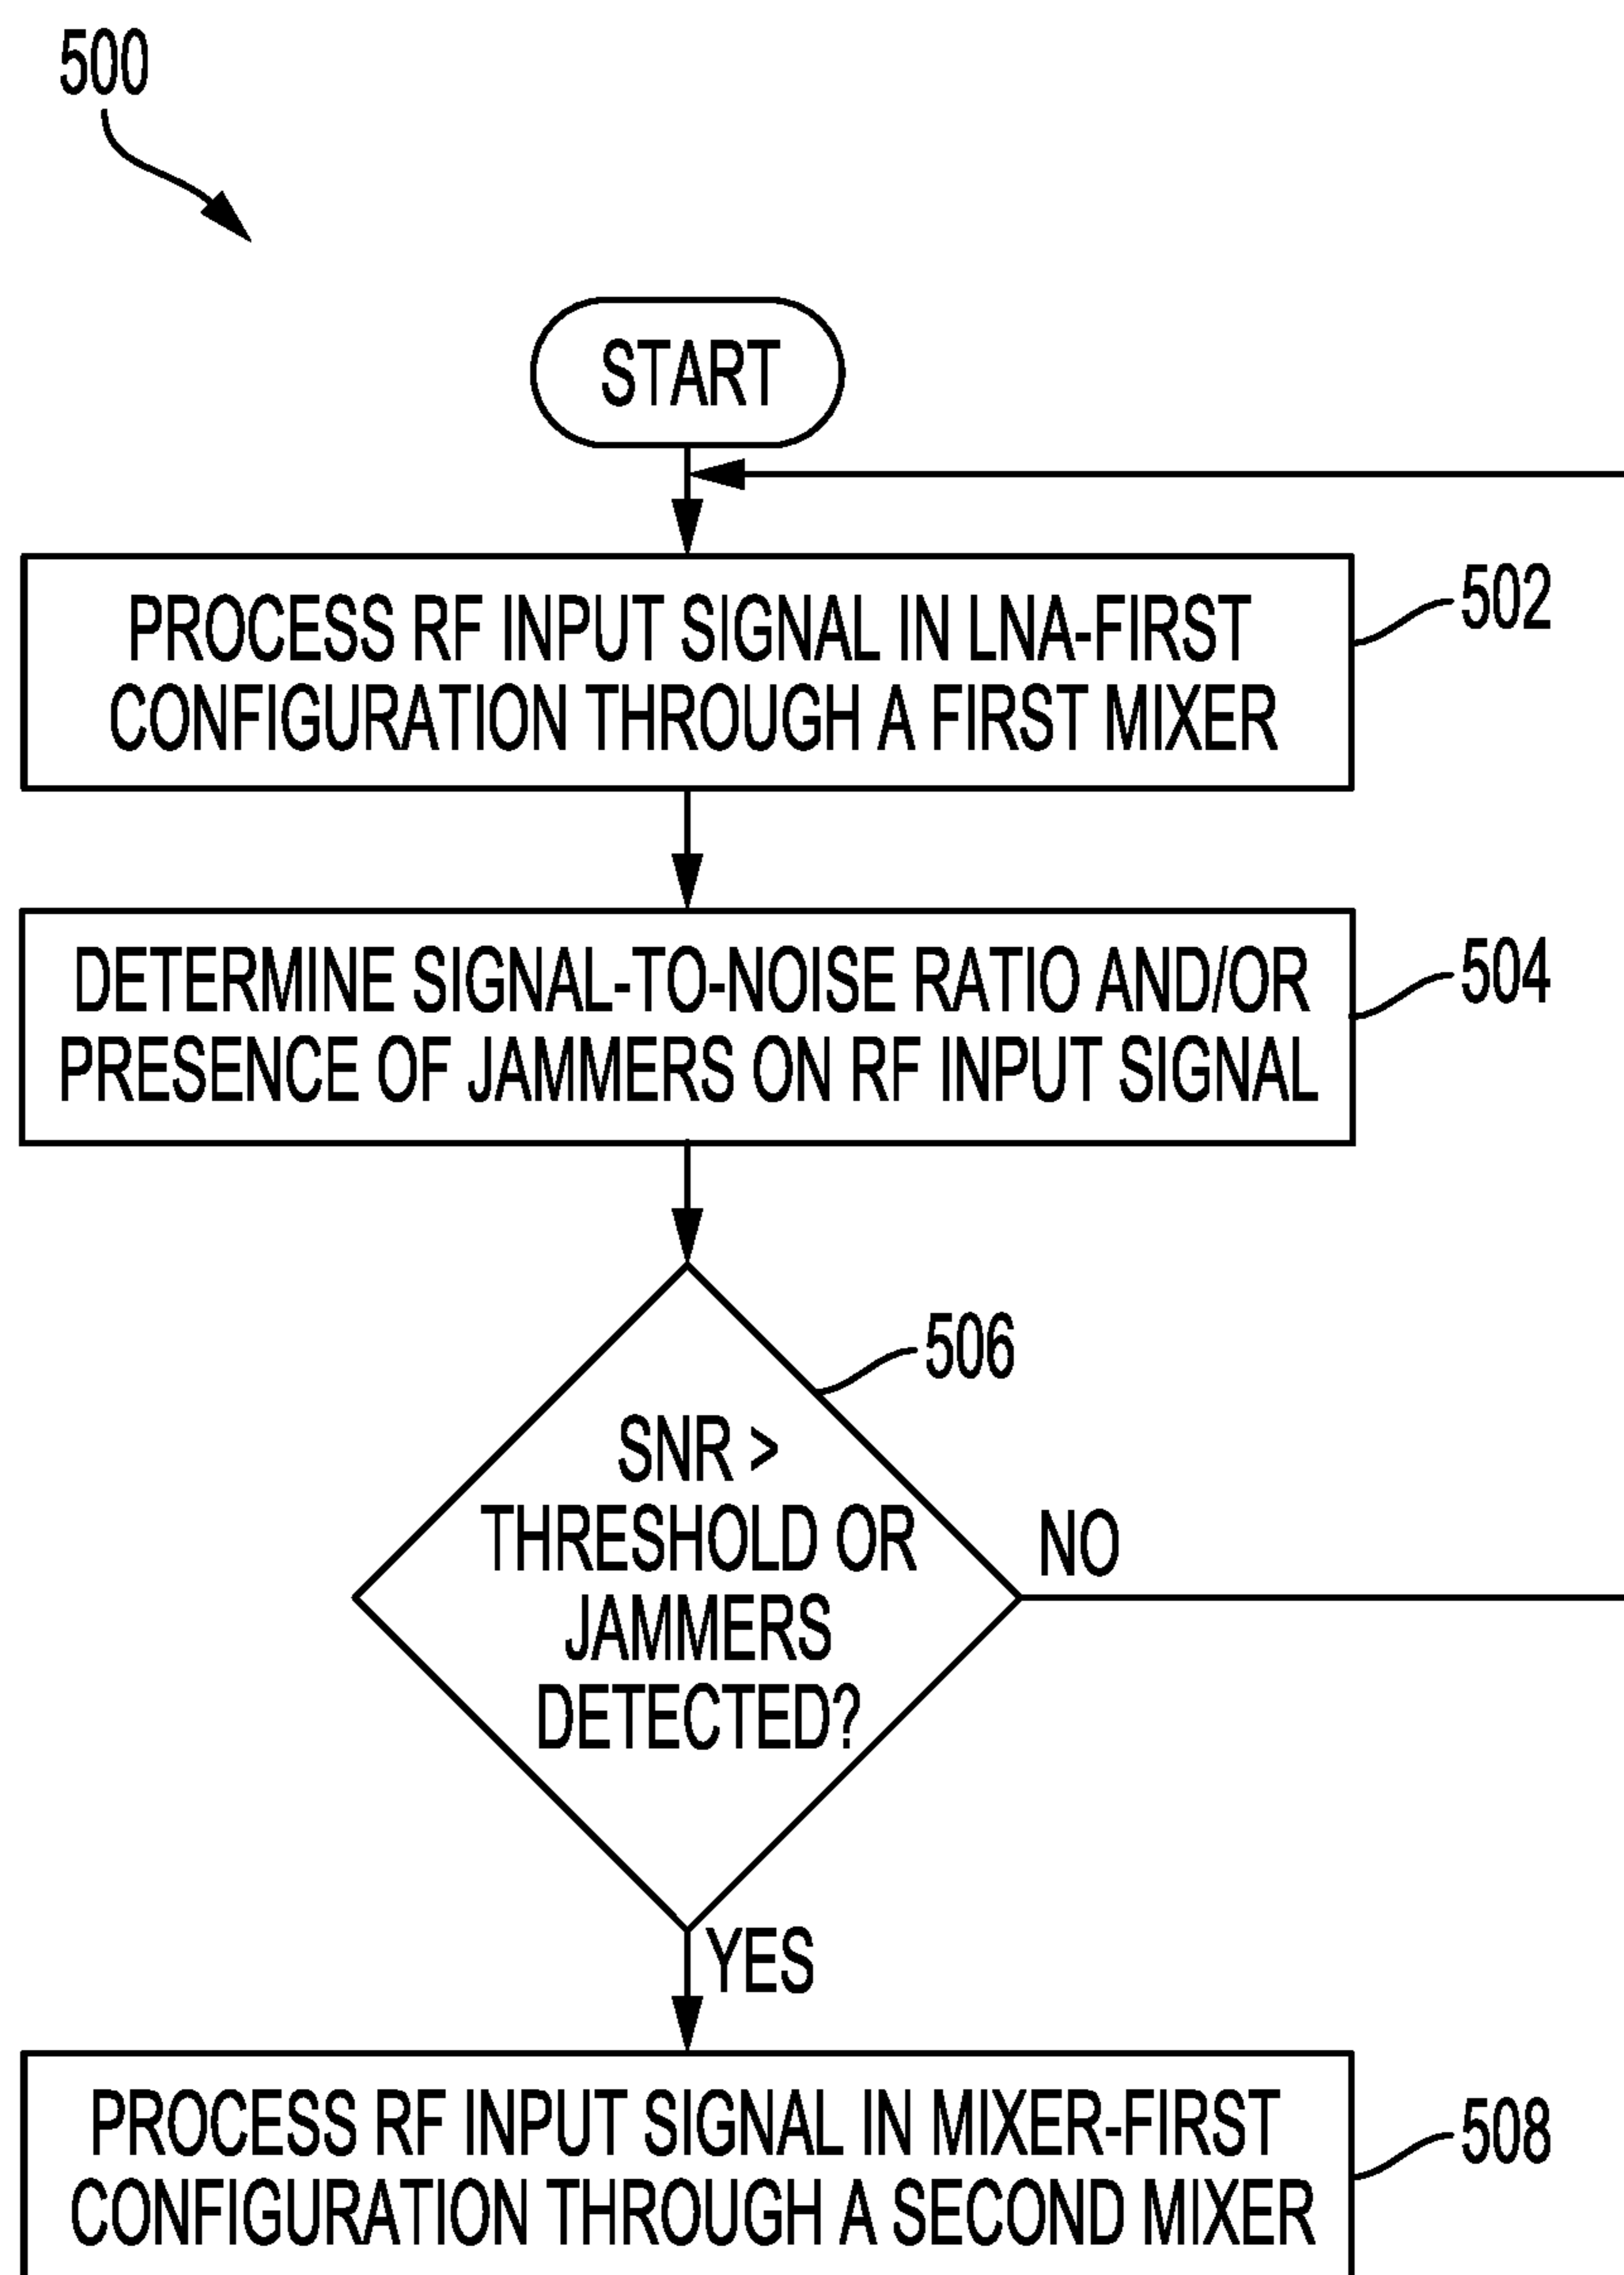 500
START
PROCESS RF INPUT SIGNAL IN LNA-FIRST
CONFIGURATION THROUGH A FIRST MIXER
502
DETERMINE SIGNAL-TO-NOISE RATIO AND/OR
PRESENCE OF JAMMERS ON RF INPUT SIGNAL
504
506
SNR >
THRESHOLD OR
JAMMERS
DETECTED?
NO
YES
PROCESS RF INPUT SIGNAL IN MIXER-FIRST
CONFIGURATION THROUGH A SECOND MIXER
508